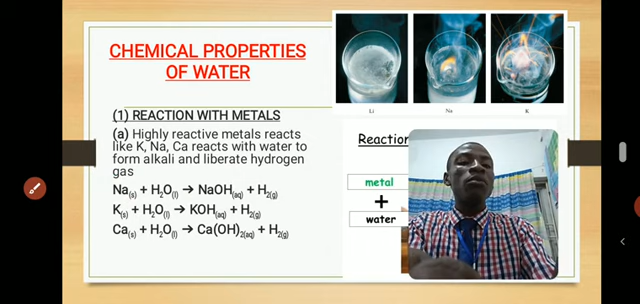 CHEMICAL PROPERTIES
OF WATER
(1) REACTION WITH METALS
(a) Highly reactive metals reacts
like K, Na, Ca reacts with water to
form alkali and liberate hydrogen
gas
Na(s) + H2O(l) → NaOH(aq) + H2(g)
K(s) + H2O(l) → KOH(aq) + H2(g)
Ca(s) + H2O(l) → Ca(OH)2(aq) + H2(g)
Li Na K
Reaction
metal
+
water